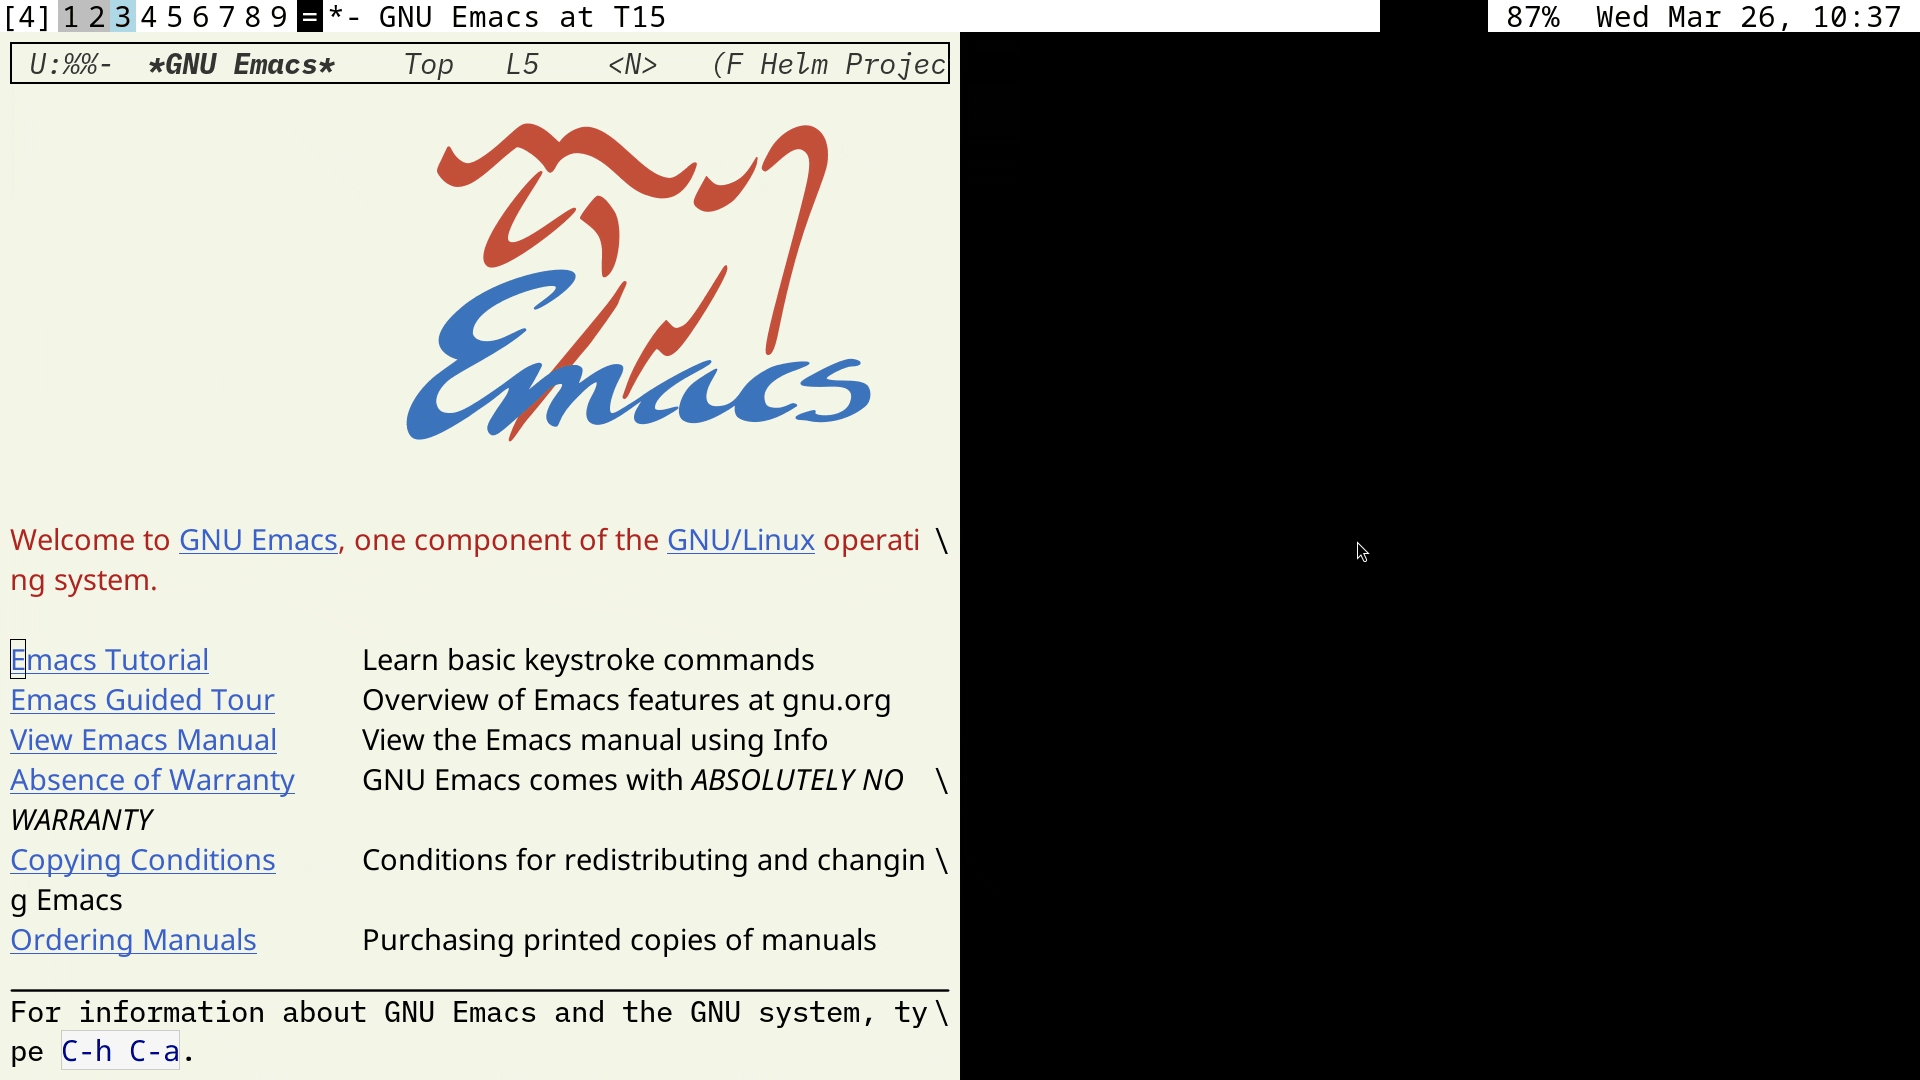 [4] 1 2 3 4 5 6 7 8 9 = *- GNU Emacs at T15 87% Wed Mar 26, 10:37
U:%%- *GNU Emacs* Top L5 <N> (F Helm Projec
Emacs
Welcome to GNU Emacs, one component of the GNU/Linux operati \
ng system.
Emacs Tutorial Learn basic keystroke commands
Emacs Guided Tour Overview of Emacs features at gnu.org
View Emacs Manual View the Emacs manual using Info
Absence of Warranty GNU Emacs comes with ABSOLUTELY NO \
WARRANTY
Copying Conditions Conditions for redistributing and changin \
g Emacs
Ordering Manuals Purchasing printed copies of manuals
For information about GNU Emacs and the GNU system, ty\
pe C-h C-a.